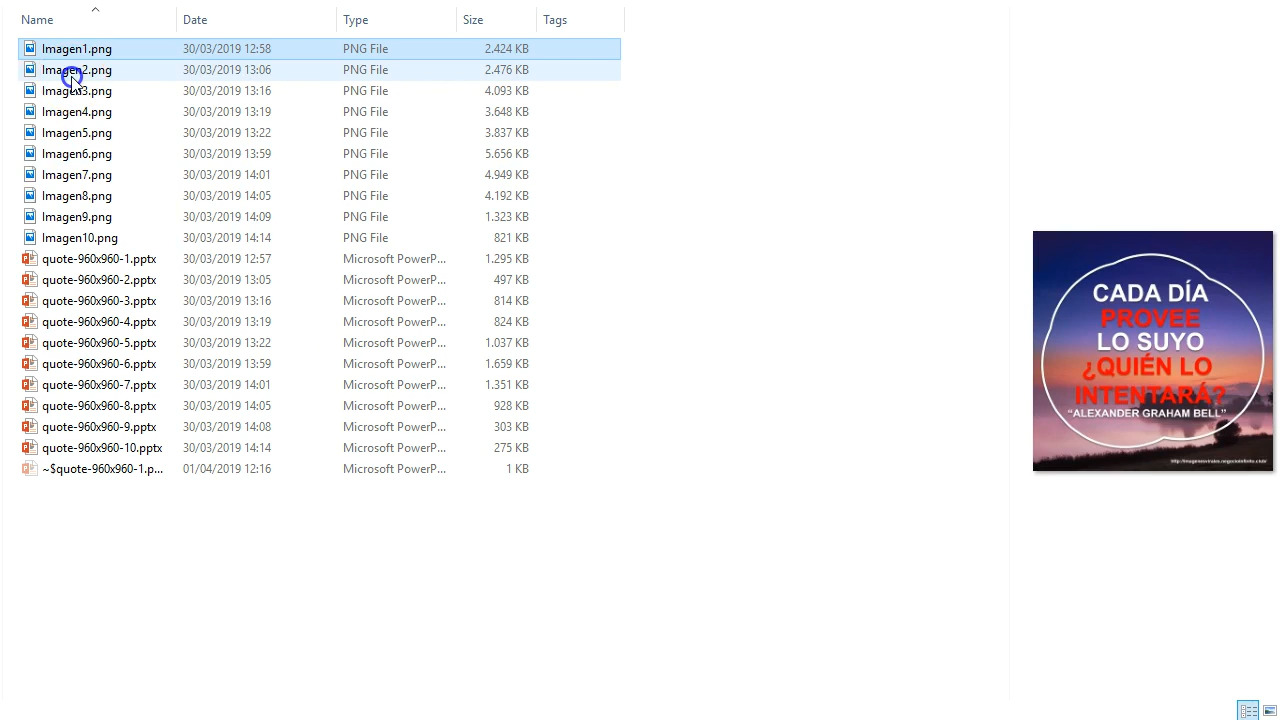 Name Date Type Size Tags
Imagen1.png 30/03/2019 12:58 PNG File 2.424 KB
Imagen2.png 30/03/2019 13:06 PNG File 2.476 KB
Imagen3.png 30/03/2019 13:16 PNG File 4.093 KB
Imagen4.png 30/03/2019 13:19 PNG File 3.648 KB
Imagen5.png 30/03/2019 13:22 PNG File 3.837 KB
Imagen6.png 30/03/2019 13:59 PNG File 5.656 KB
Imagen7.png 30/03/2019 14:01 PNG File 4.949 KB
Imagen8.png 30/03/2019 14:05 PNG File 4.192 KB
Imagen9.png 30/03/2019 14:09 PNG File 1.323 KB
Imagen10.png 30/03/2019 14:14 PNG File 821 KB
quote-960x960-1.pptx 30/03/2019 12:57 Microsoft PowerP... 1.295 KB
quote-960x960-2.pptx 30/03/2019 13:05 Microsoft PowerP... 497 KB
quote-960x960-3.pptx 30/03/2019 13:16 Microsoft PowerP... 814 KB
quote-960x960-4.pptx 30/03/2019 13:19 Microsoft PowerP... 824 KB
quote-960x960-5.pptx 30/03/2019 13:22 Microsoft PowerP... 1.037 KB
quote-960x960-6.pptx 30/03/2019 13:59 Microsoft PowerP... 1.659 KB
quote-960x960-7.pptx 30/03/2019 14:01 Microsoft PowerP... 1.351 KB
quote-960x960-8.pptx 30/03/2019 14:05 Microsoft PowerP... 928 KB
quote-960x960-9.pptx 30/03/2019 14:08 Microsoft PowerP... 303 KB
quote-960x960-10.pptx 30/03/2019 14:14 Microsoft PowerP... 275 KB
~$quote-960x960-1.p... 01/04/2019 12:16 Microsoft PowerP... 1 KB
CADA DÍA
PROVEE
LO SUYO
¿QUIÉN LO
INTENTARÁ?
“ALEXANDER GRAHAM BELL”